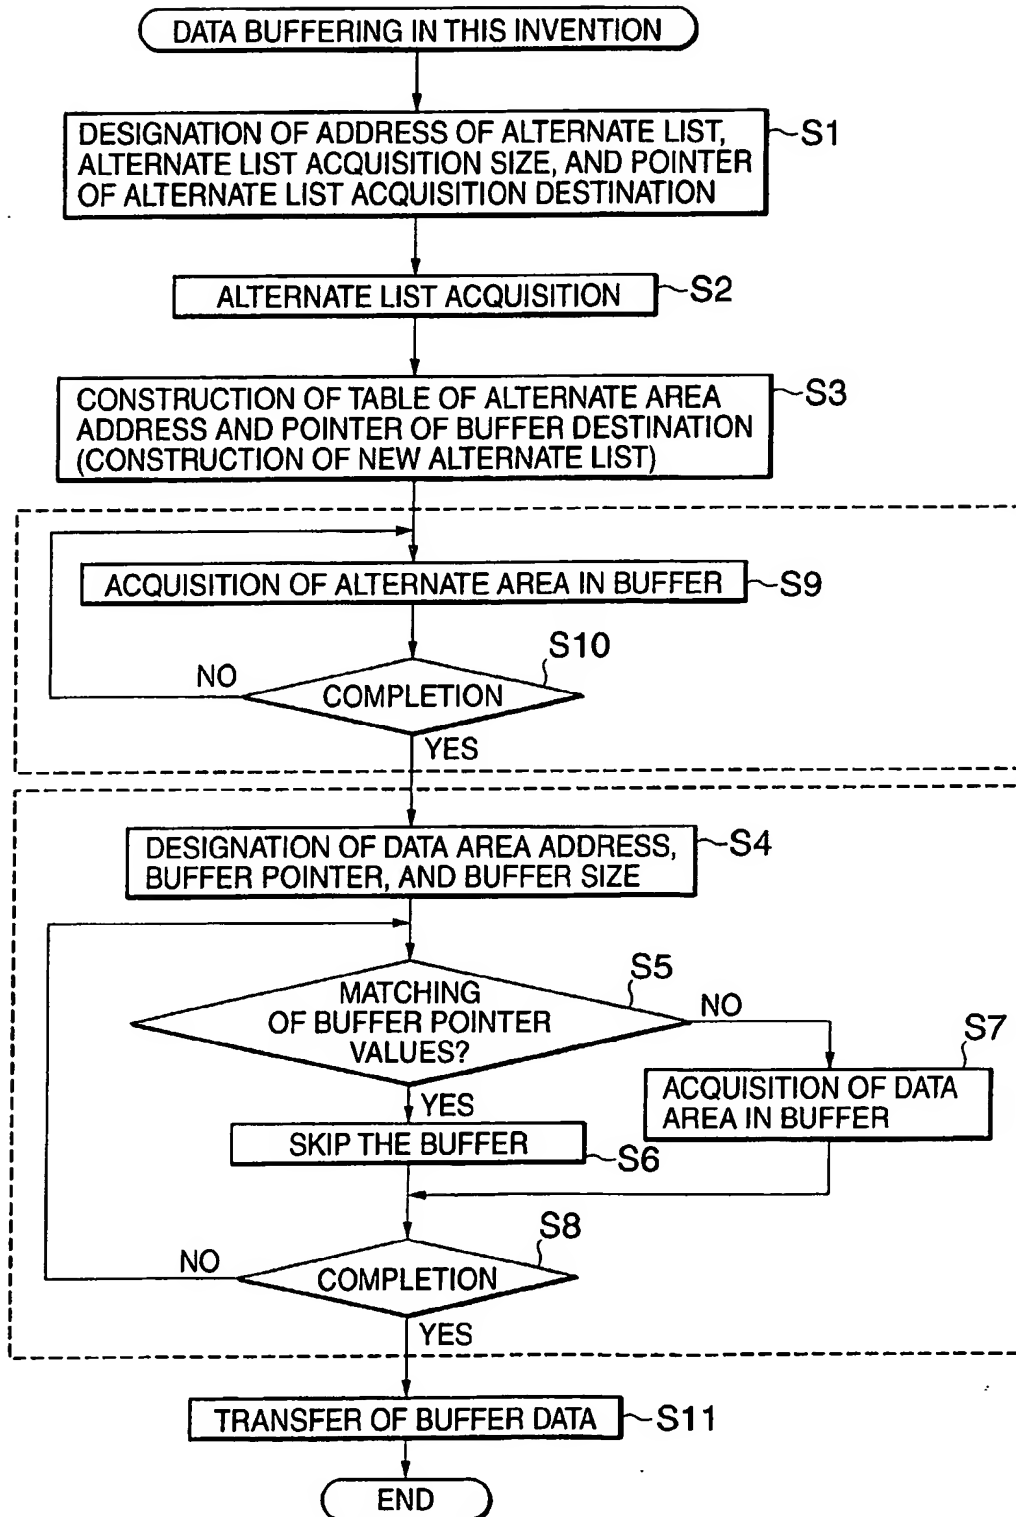 DATA BUFFERING IN THIS INVENTION
DESIGNATION OF ADDRESS OF ALTERNATE LIST,
ALTERNATE LIST ACQUISITION SIZE, AND POINTER
OF ALTERNATE LIST ACQUISITION DESTINATION
S1
ALTERNATE LIST ACQUISITION
S2
CONSTRUCTION OF TABLE OF ALTERNATE AREA
ADDRESS AND POINTER OF BUFFER DESTINATION
(CONSTRUCTION OF NEW ALTERNATE LIST)
S3
ACQUISITION OF ALTERNATE AREA IN BUFFER
S9
S10
NO
COMPLETION
YES
DESIGNATION OF DATA AREA ADDRESS,
BUFFER POINTER, AND BUFFER SIZE
S4
S5
MATCHING
OF BUFFER POINTER
VALUES?
NO
S7
YES
ACQUISITION OF DATA
AREA IN BUFFER
SKIP THE BUFFER
S6
S8
NO
COMPLETION
YES
TRANSFER OF BUFFER DATA
S11
END